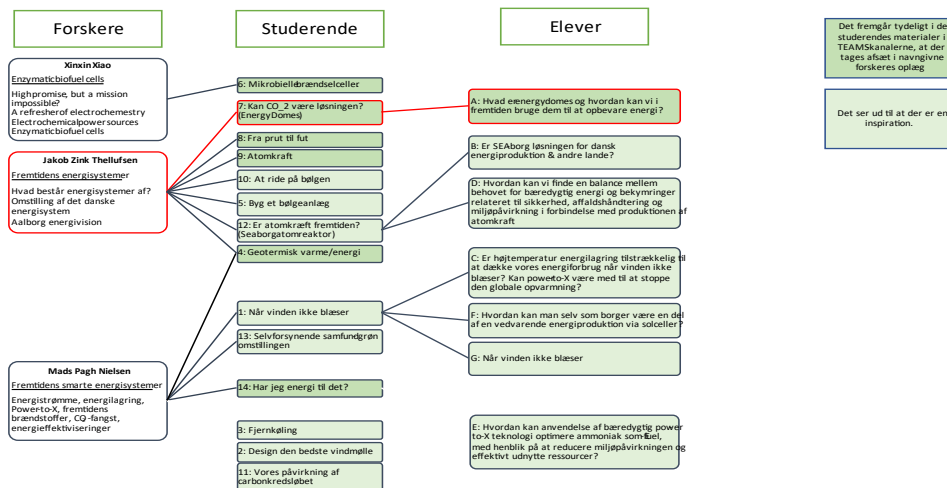 Forskere
Studerende
Elever
Xinxin Xiao
Enzymatic biofuel cells
High promise, but a mission
impossible?
A refresher of electrochemestry
Electrochemical power sources
Enzymatic biofuel cells
Jakob Zink Thellufsen
Fremtidens energisystemer
Hvad består energisystemer af?
Omstilling af det danske
energisystem
Aalborg energivision
Mads Pagh Nielsen
Fremtidens smarte energisystemer
Energistrømme, energilagring,
Power-to-X, fremtidens
brændstoffer, CO2-fangst,
energieffektiviseringer
6: Mikrobielle brændselceller
7: Kan CO_2 være løsningen?
(Energy Domes)
8: Fra prut til fut
9: Atomkraft
10: At ride på bølgen
5: Byg et bølgeanlæg
12: Er atomkræft fremtiden?
(Seaborg atomreaktor)
4: Geotermisk varme/energi
1: Når vinden ikke blæser
13: Selvforsynende samfund grøn
omstillingen
14: Har jeg energi til det?
3: Fjernkøling
2: Design den bedste vindmølle
11: Vores påvirkning af
carbonkredsløbet
A: Hvad er energydomes og hvordan kan vi i
fremtiden bruge dem til at opbevare energi?
B: Er SEAborg løsningen for dansk
energiproduktion & andre lande?
D: Hvordan kan vi finde en balance mellem
behovet for bæredygtig energi og bekymringer
relateret til sikkerhed, affaldshåndtering og
miljøpåvirkning i forbindelse med produktionen af
atomkraft
C: Er højtemperatur energilagring tilstrækkelig til
at dække vores energiforbrug når vinden ikke
blæser? Kan power-to-X være med til at stoppe
den globale opvarmning?
F: Hvordan kan man selv som borger være en del
af en vedvarende energiproduktion via solceller?
G: Når vinden ikke blæser
E: Hvordan kan anvendelse af bæredygtig power
to-X teknologi optimere ammoniak som fuel,
med henblik på at reducere miljøpåvirkningen og
effektivt udnytte ressourcer?
Det fremgår tydeligt i de
studerendes materialer i
TEAMSkanalerne, at der
tages afsæt i navngivne
forskeres oplæg
Det ser ud til at der er en
inspiration.